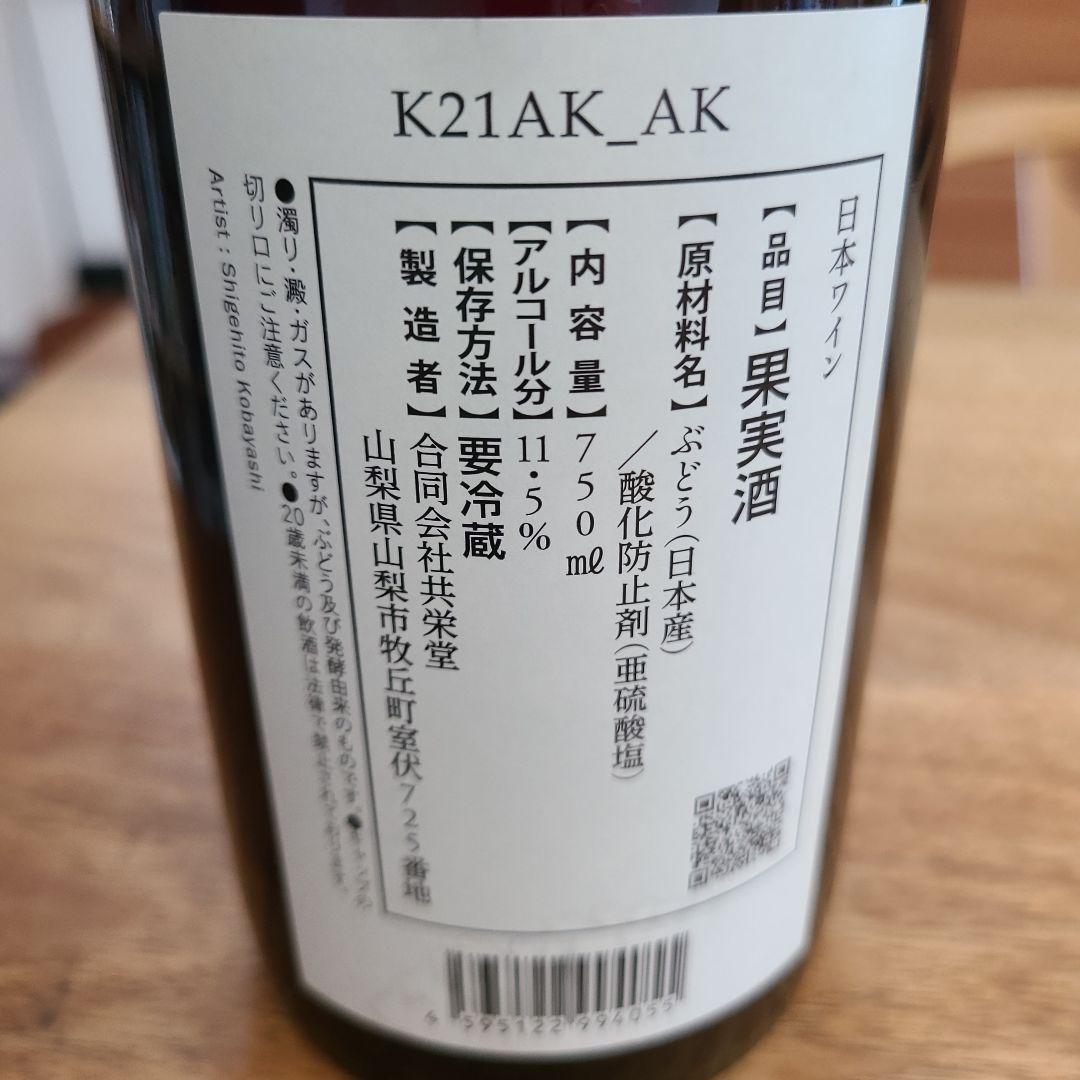 K21AK_AK
日本ワイン
【品目】果実酒
【原材料名】ぶどう(日本産)
／酸化防止剤(亜硫酸塩)
【内容量】750㎖
【アルコール分】11・5%
【保存方法】要冷蔵
【製造者】合同会社共栄堂
山梨県山梨市牧丘町室伏725番地
●濁り・澱・ガスがありますが、ぶどう及び発酵由来のものです。●
切り口にご注意ください。●20歳未満の飲酒は法律で禁止されております。
Artist : Shigehito Kobayashi
4 595122 994055